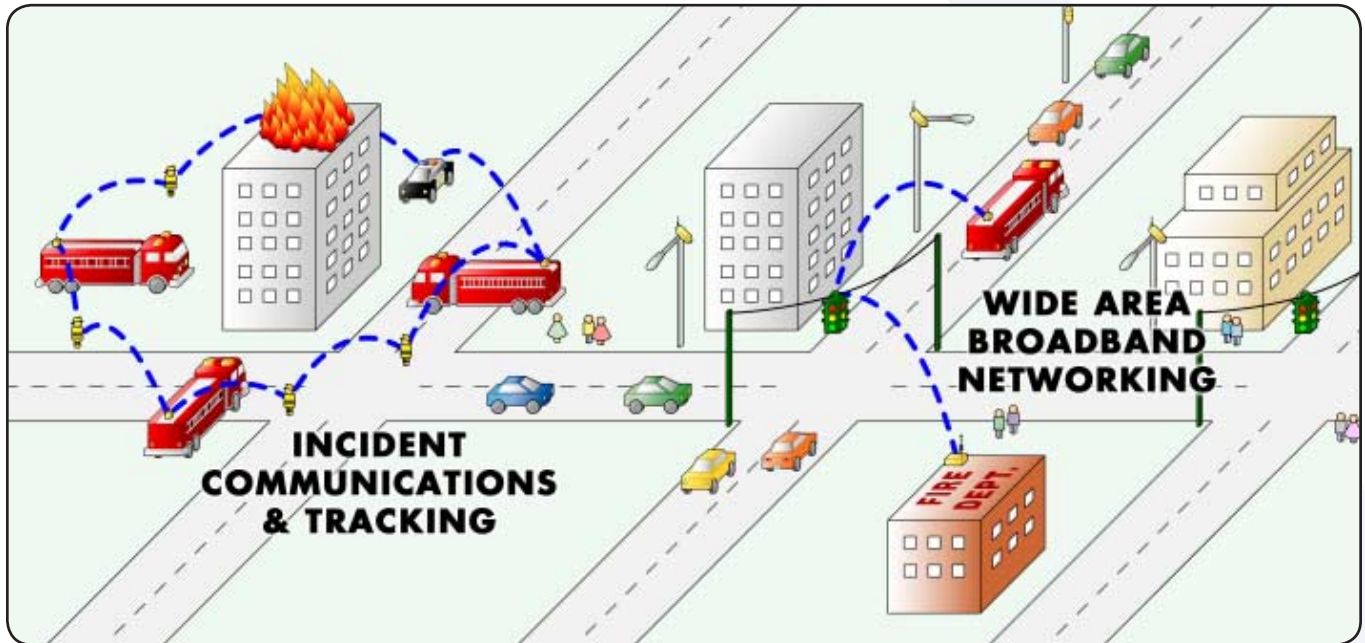 INCIDENT
COMMUNICATIONS
& TRACKING
WIDE AREA
BROADBAND
NETWORKING
FIRE
DEPT.